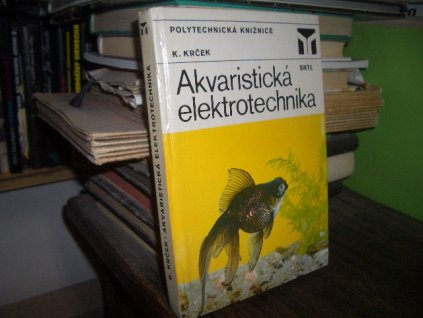 POLYTECHNICKÁ KNIŽNICE
K. KRČEK
SNTL
Akvaristická
elektrotechnika
K. KRČEK: AKVARISTICKÁ ELEKTROTECHNIKA